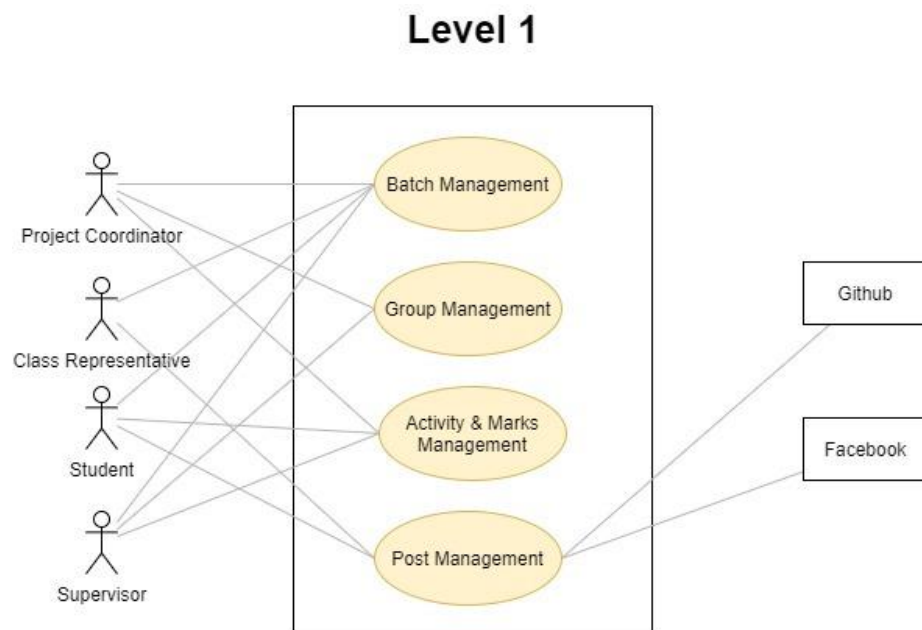 Level 1
Project Coordinator
Class Representative
Student
Supervisor
Batch Management
Group Management
Activity & Marks
Management
Post Management
Github
Facebook